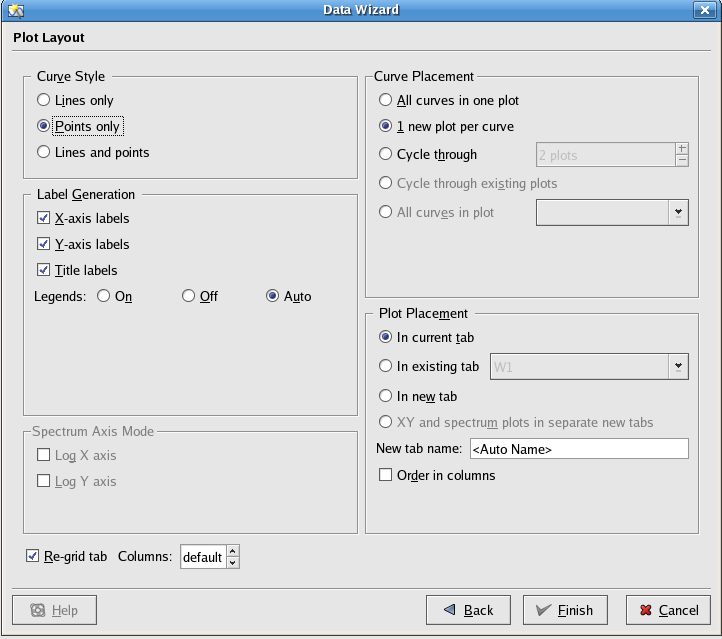 Data Wizard
Plot Layout
Curve Style
Lines only
Points only
Lines and points
Label Generation
X-axis labels
Y-axis labels
Title labels
Legends: On Off Auto
Spectrum Axis Mode
Log X axis
Log Y axis
Curve Placement
All curves in one plot
1 new plot per curve
Cycle through 2 plots
Cycle through existing plots
All curves in plot
Plot Placement
In current tab
In existing tab W1
In new tab
XY and spectrum plots in separate new tabs
New tab name: <Auto Name>
Order in columns
Re-grid tab Columns: default
Help Back Finish Cancel